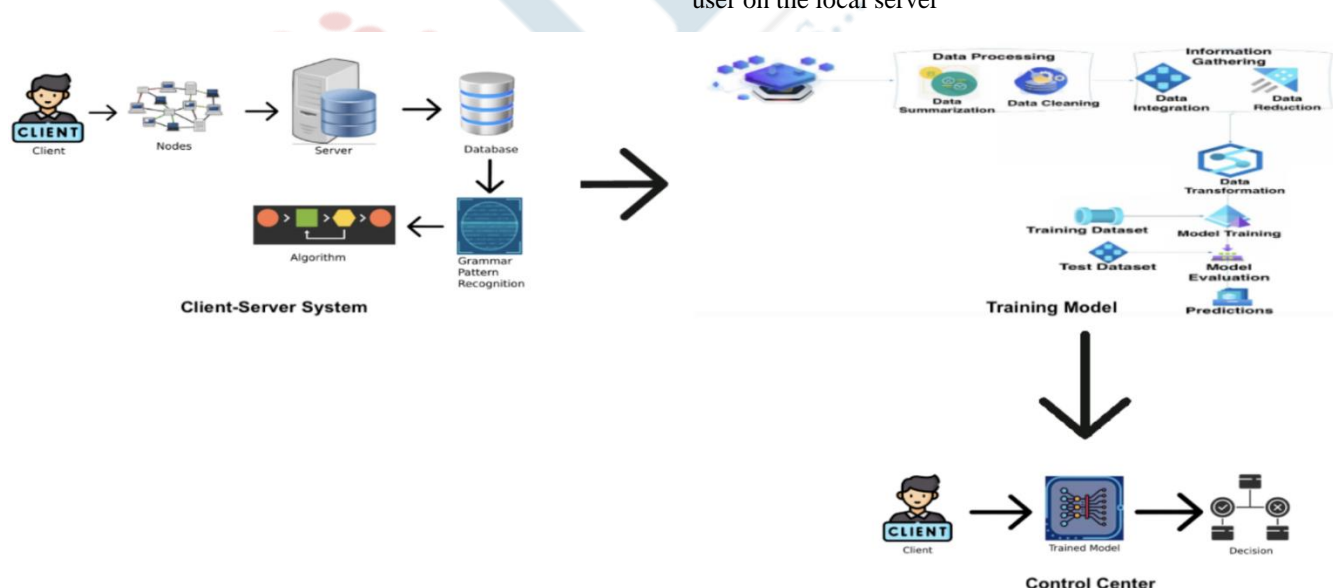 user on the local server
CLIENT
Client
Nodes
Server
Database
Algorithm
Grammar
Pattern
Recognition
Client-Server System
Data Processing
Data
Summarization
Data Cleaning
Information
Gathering
Data
Integration
Data
Reduction
Data
Transformation
Training Dataset
Model Training
Test Dataset
Model
Evaluation
Training Model
Predictions
CLIENT
Client
Trained Model
Decision
Control Center